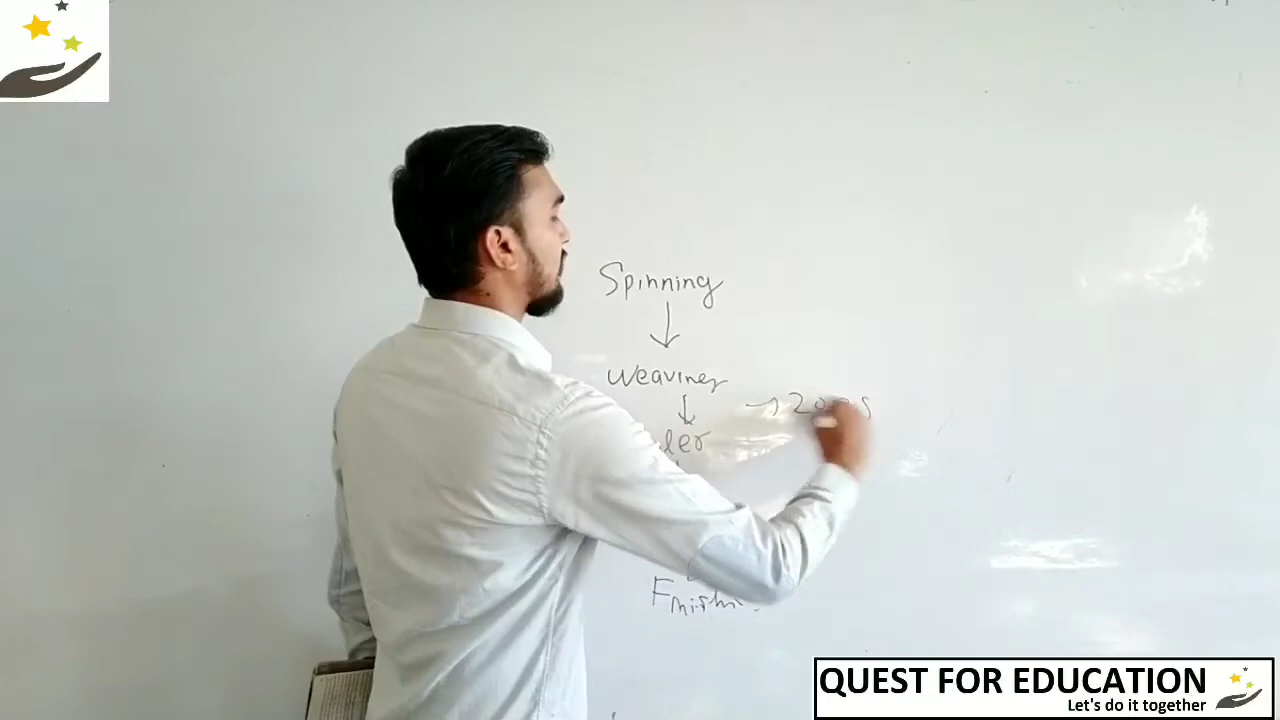 Spinning
Weaving
Finishing
QUEST FOR EDUCATION
Let's do it together